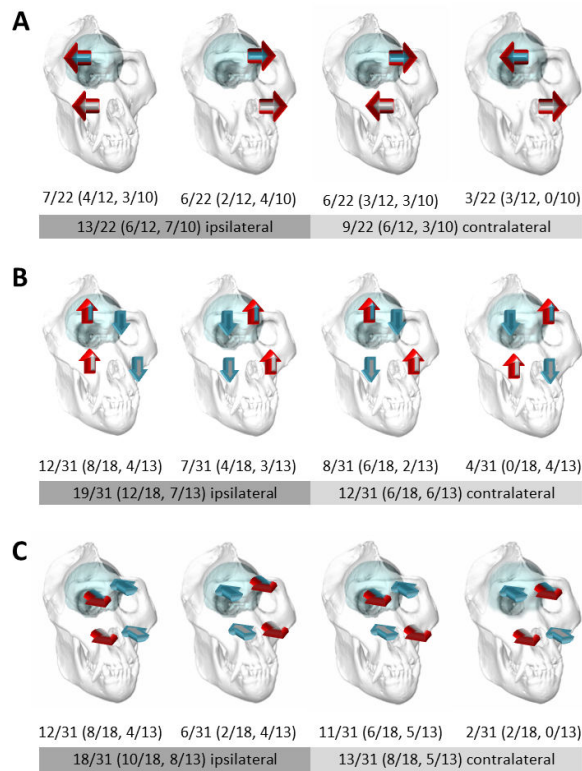 A
7/22 (4/12, 3/10) 6/22 (2/12, 4/10) 6/22 (3/12, 3/10) 3/22 (3/12, 0/10)
13/22 (6/12, 7/10) ipsilateral 9/22 (6/12, 3/10) contralateral
B
12/31 (8/18, 4/13) 7/31 (4/18, 3/13) 8/31 (6/18, 2/13) 4/31 (0/18, 4/13)
19/31 (12/18, 7/13) ipsilateral 12/31 (6/18, 6/13) contralateral
C
12/31 (8/18, 4/13) 6/31 (2/18, 4/13) 11/31 (6/18, 5/13) 2/31 (2/18, 0/13)
18/31 (10/18, 8/13) ipsilateral 13/31 (8/18, 5/13) contralateral